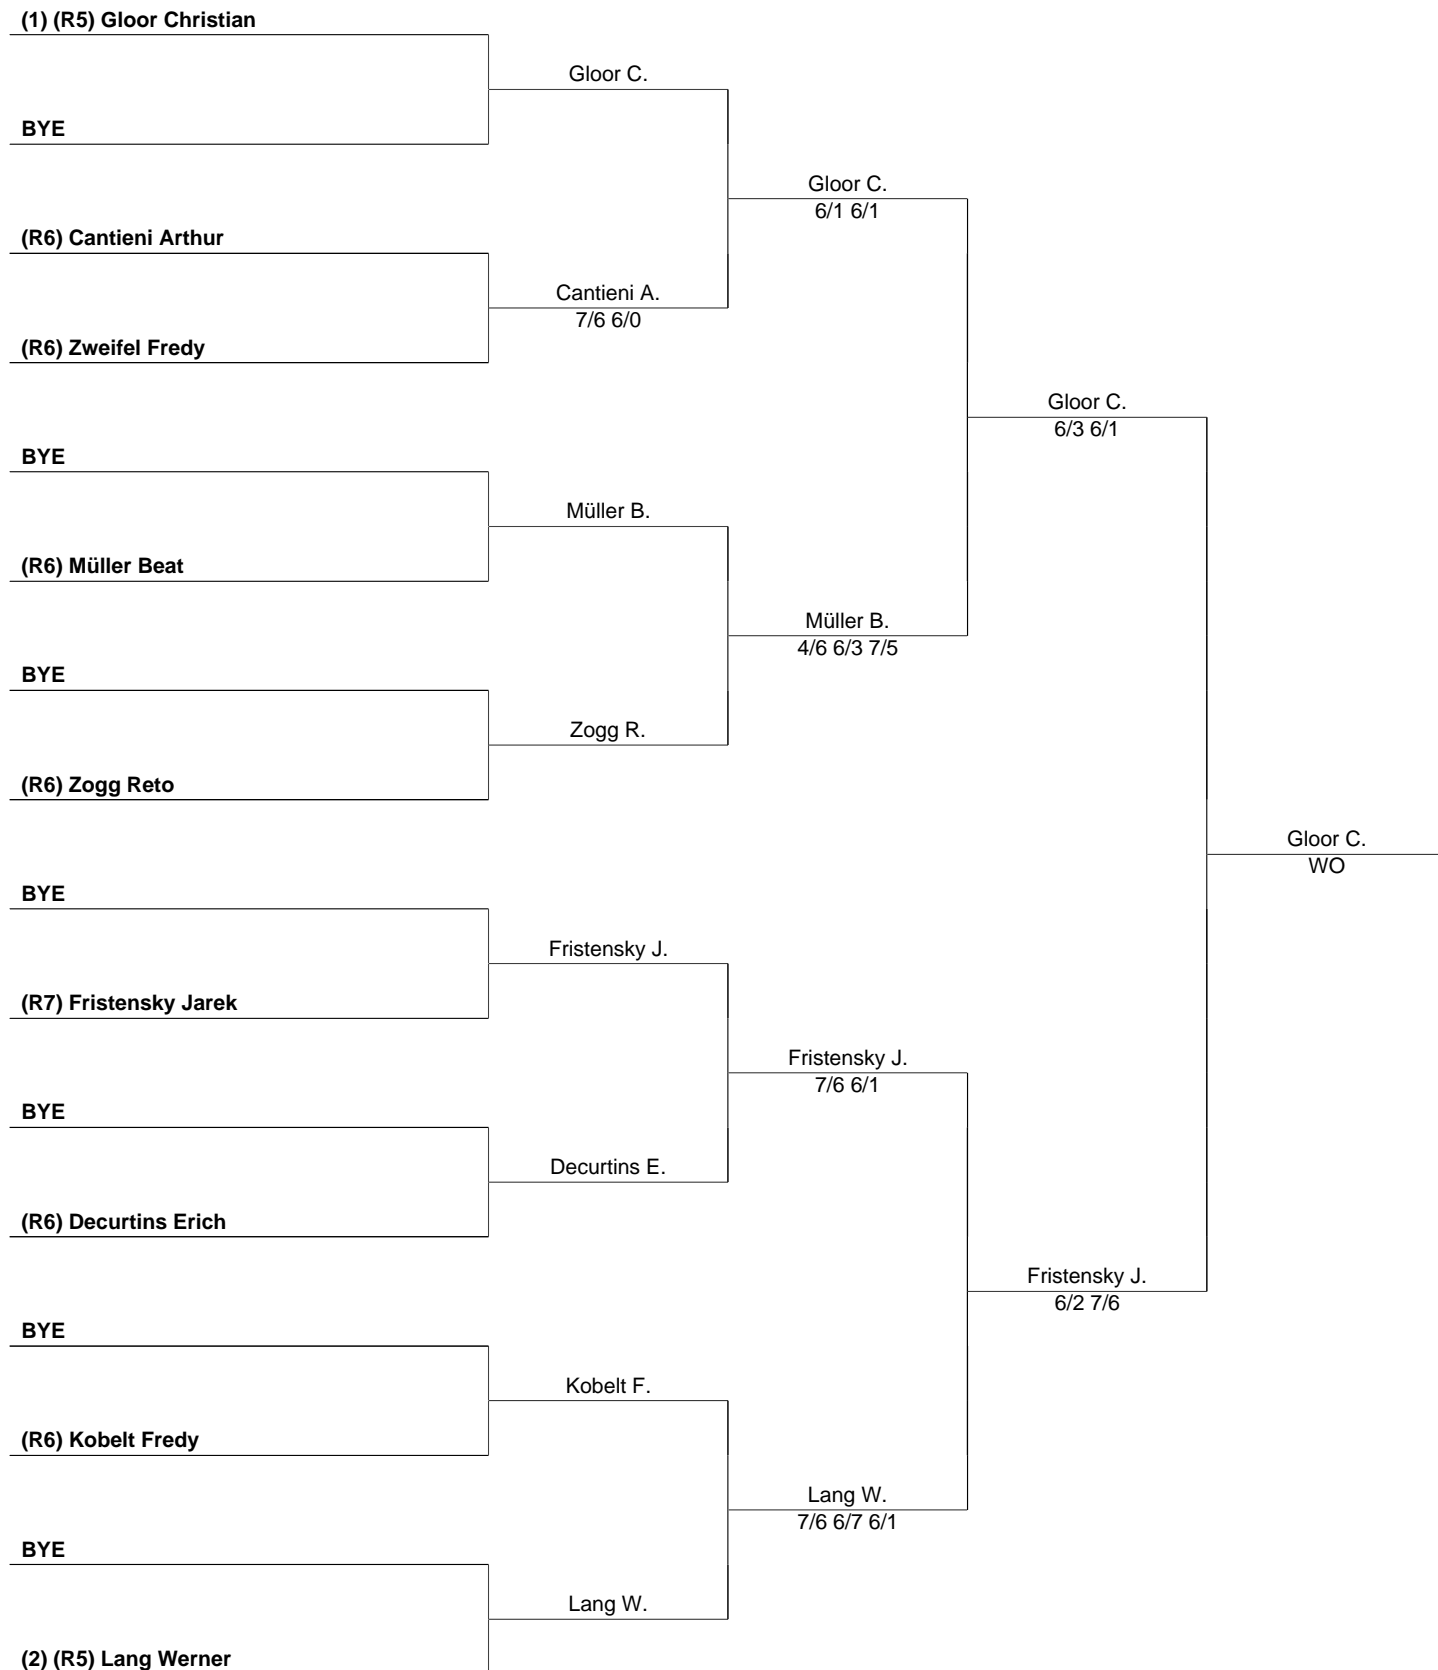 (1) (R5) Gloor Christian
Gloor C.
BYE
Gloor C.
6/1 6/1
(R6) Cantieni Arthur
Cantieni A.
7/6 6/0
(R6) Zweifel Fredy
Gloor C.
6/3 6/1
BYE
Müller B.
(R6) Müller Beat
Müller B.
4/6 6/3 7/5
BYE
Zogg R.
(R6) Zogg Reto
Gloor C.
WO
BYE
Fristensky J.
(R7) Fristensky Jarek
Fristensky J.
7/6 6/1
BYE
Decurtins E.
(R6) Decurtins Erich
Fristensky J.
6/2 7/6
BYE
Kobelt F.
(R6) Kobelt Fredy
Lang W.
7/6 6/7 6/1
BYE
Lang W.
(2) (R5) Lang Werner